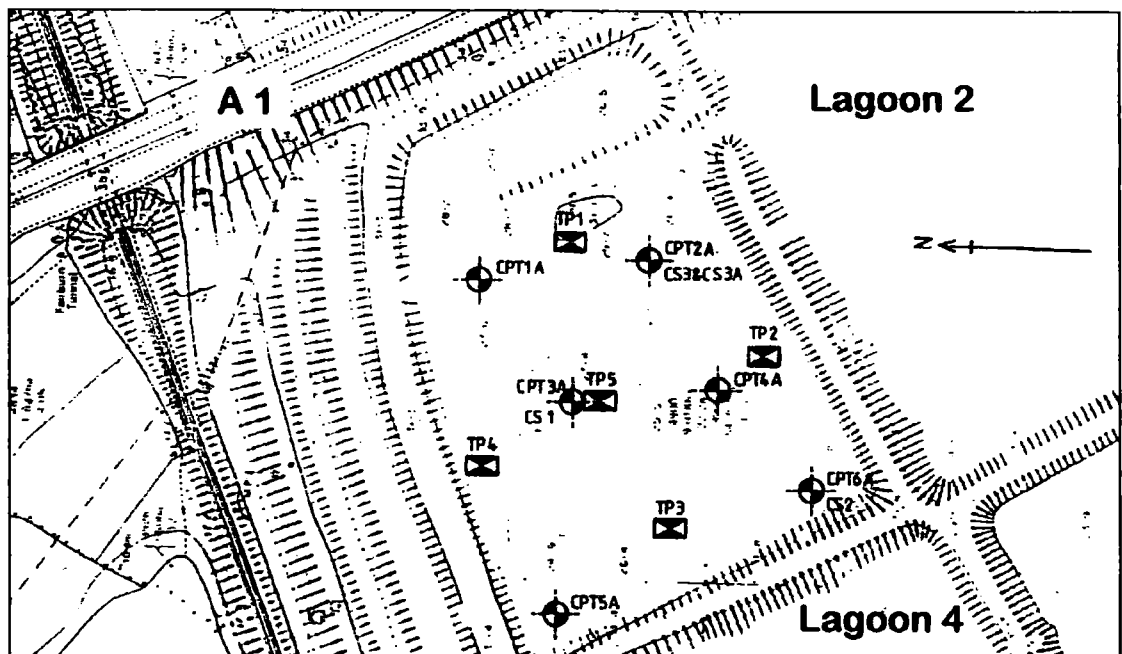 A 1
Lagoon 2
TP1
CPT2A
CS3&CS3A
CPT1A
N
TP2
CPT4A
CPT3A
TP5
CS1
TP4
CPT6A
CS2
TP3
CPT5A
Lagoon 4
Tunnel